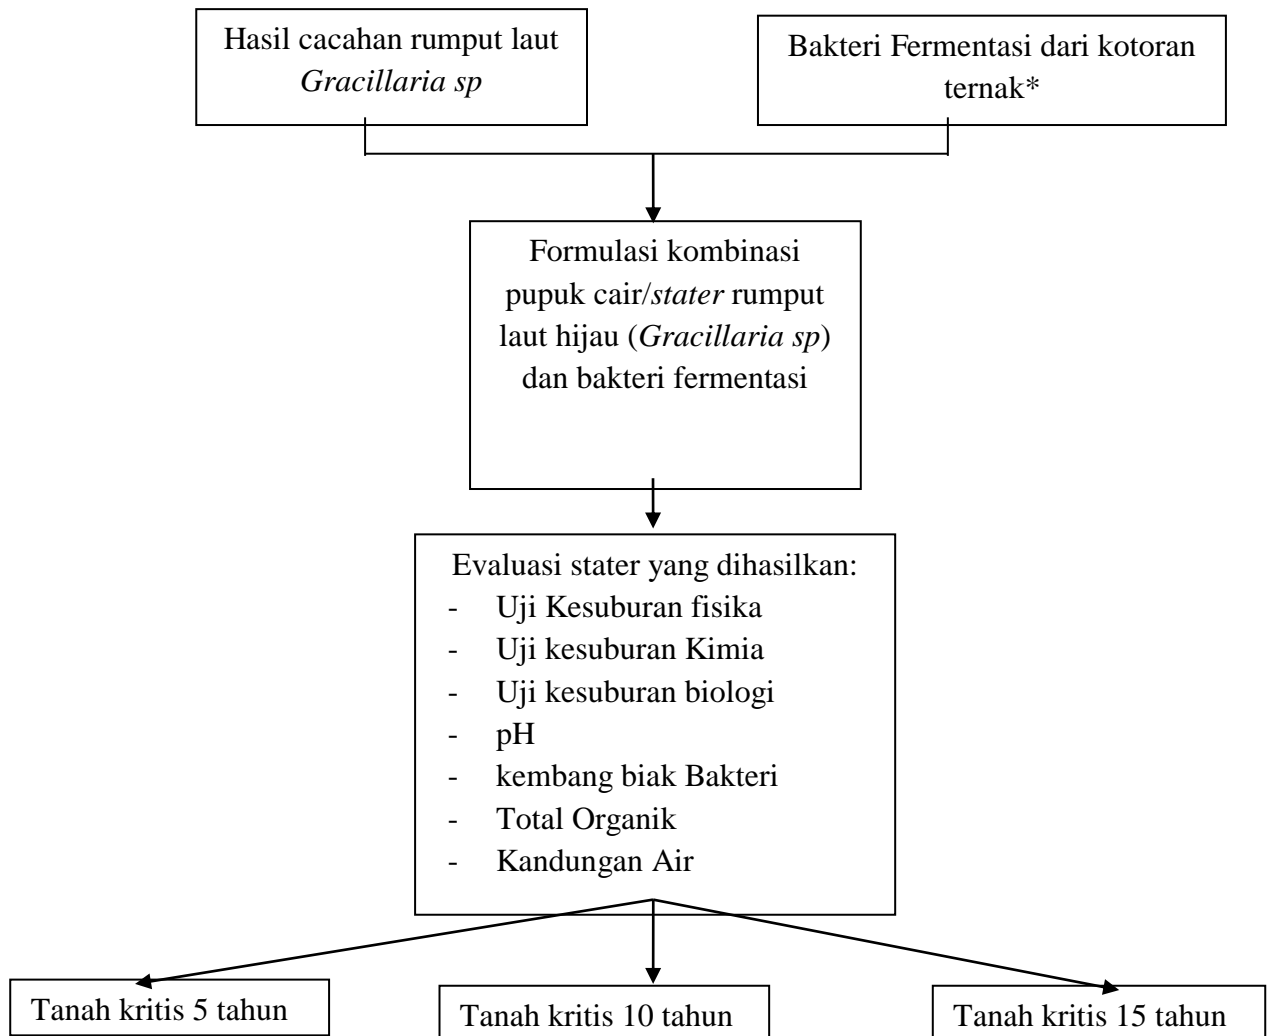 Hasil cacahan rumput laut
Gracillaria sp
Bakteri Fermentasi dari kotoran
ternak*
Formulasi kombinasi
pupuk cair/stater rumput
laut hijau (Gracillaria sp)
dan bakteri fermentasi
Evaluasi stater yang dihasilkan:
- Uji Kesuburan fisika
- Uji kesuburan Kimia
- Uji kesuburan biologi
- pH
- kembang biak Bakteri
- Total Organik
- Kandungan Air
Tanah kritis 5 tahun
Tanah kritis 10 tahun
Tanah kritis 15 tahun